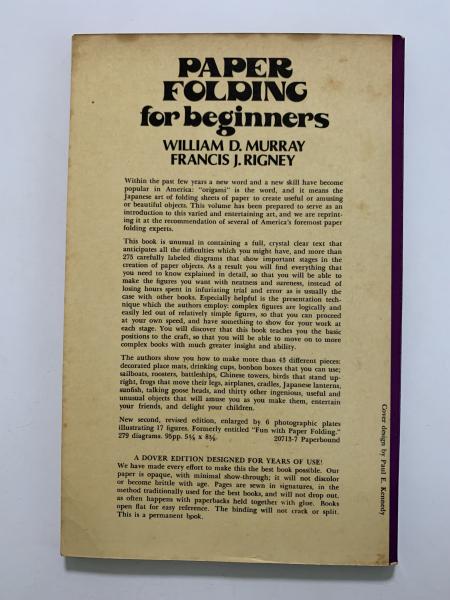 PAPER
FOLDING
for beginners
WILLIAM D. MURRAY
FRANCIS J. RIGNEY
Within the past few years a new word and a new skill have become
popular in America: "origami" is the word, and it means the
Japanese art of folding sheets of paper to create useful or amusing
or beautiful objects. This volume has been prepared to serve as an
introduction to this varied and entertaining art, and we are reprint-
ing it at the recommendation of several of America's foremost paper
folding experts.
This book is unusual in containing a full, crystal clear text that
anticipates all the difficulties which you might have, and more than
275 carefully labeled diagrams that show important stages in the
creation of paper objects. As a result you will find everything that
you need to know explained in detail, so that you will be able to
make the figures you want with neatness and sureness, instead of
losing hours spent in infuriating trial and error as is usually the
case with other books. Especially helpful is the presentation tech-
nique which the authors employ: complex figures are logically and
easily led out of relatively simple figures, so that you can proceed
at your own speed, and have something to show for your work at
each stage. You will discover that this book teaches you the basic
positions to the craft, so that you will be able to move on to more
complex books with much greater insight and ability.
The authors show you how to make more than 43 different pieces:
decorated place mats, drinking cups, bonbon boxes that you can use;
sailboats, roosters, battleships, Chinese towers, birds that stand up-
right, frogs that move their legs, airplanes, cradles, Japanese lanterns,
sunfish, talking goose heads, and thirty other ingenious, useful and
unusual objects that will amuse you as you make them, entertain
your friends, and delight your children.
New second, revised edition, enlarged by 6 photographic plates
illustrating 17 figures. Formerly entitled "Fun with Paper Folding."
279 diagrams. 95pp. 5⅜ x 8¼. 20713-7 Paperbound
A DOVER EDITION DESIGNED FOR YEARS OF USE!
We have made every effort to make this the best book possible. Our
paper is opaque, with minimal show-through; it will not discolor
or become brittle with age. Pages are sewn in signatures, in the
method traditionally used for the best books, and will not drop out,
as often happens with paperbacks held together with glue. Books
open flat for easy reference. The binding will not crack or split.
This is a permanent book.
Cover design by Paul E. Kennedy